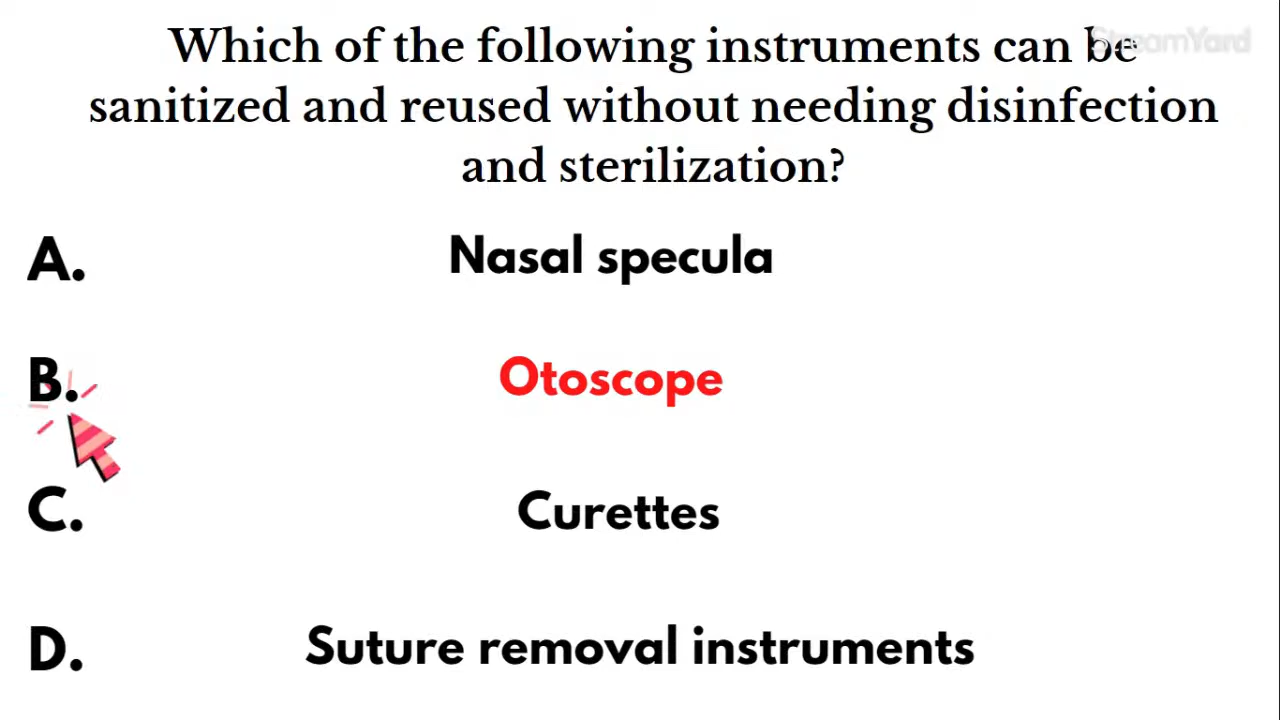 Which of the following instruments can be
StreamYard
sanitized and reused without needing disinfection
and sterilization?
A. Nasal specula
B. Otoscope
C. Curettes
D. Suture removal instruments